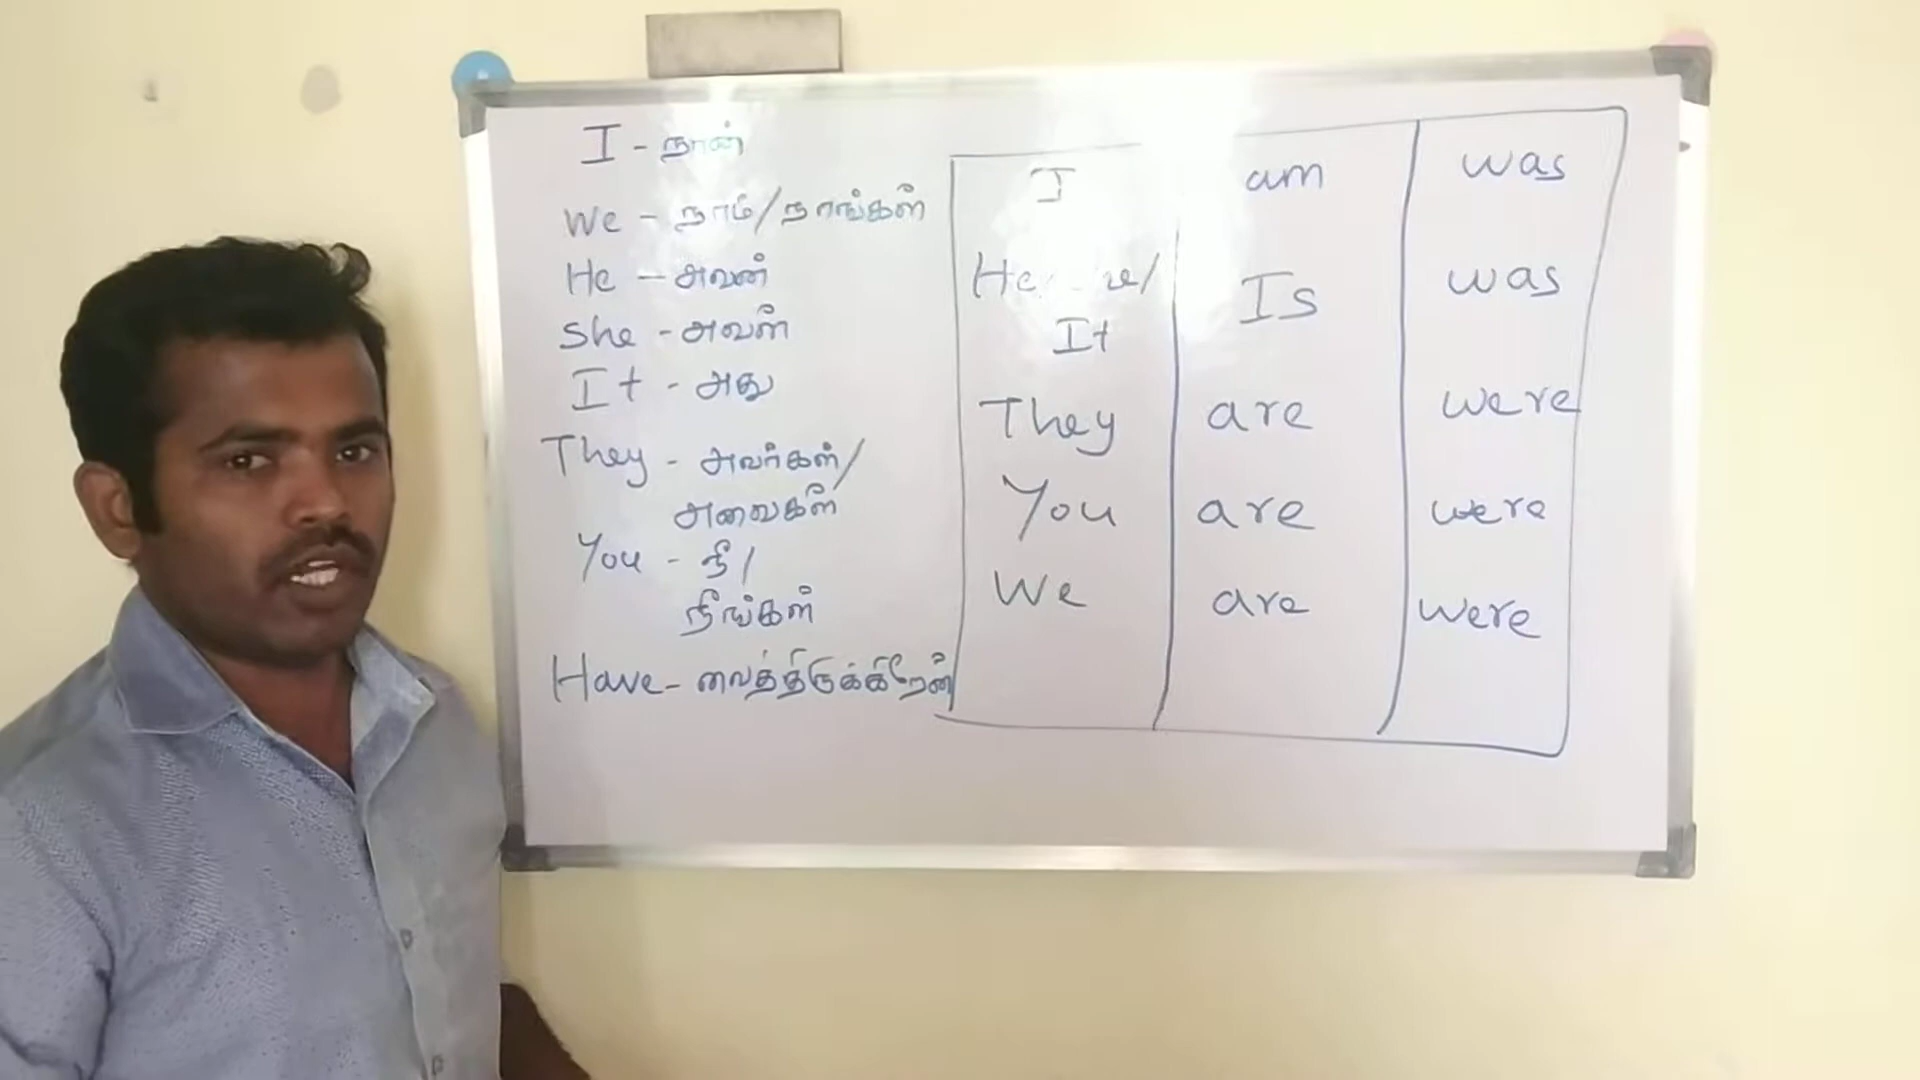 I - நான்
We - நாம்/நாங்கள்
He - அவன்
She - அவள்
It - அது
They - அவர்கள்/
அவைகள்
You - நீ/
நீங்கள்
Have - வைத்திருக்கிறேன்
I am was
He Is was
It
They are were
You are were
We are were